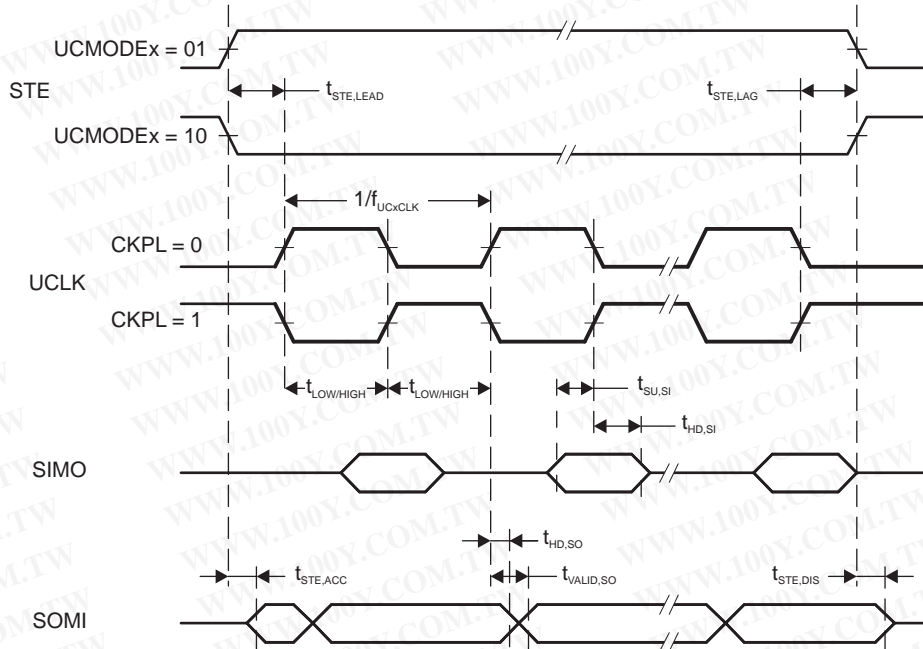 UCMODEx = 01
STE
t_STE,LEAD
t_STE,LAG
UCMODEx = 10
1/f_UCxCLK
CKPL = 0
UCLK
CKPL = 1
t_LOW/HIGH t_LOW/HIGH
t_SU,SI
t_HD,SI
SIMO
t_HD,SO
t_STE,ACC
t_VALID,SO
t_STE,DIS
SOMI
WWW.100Y.COM.TW